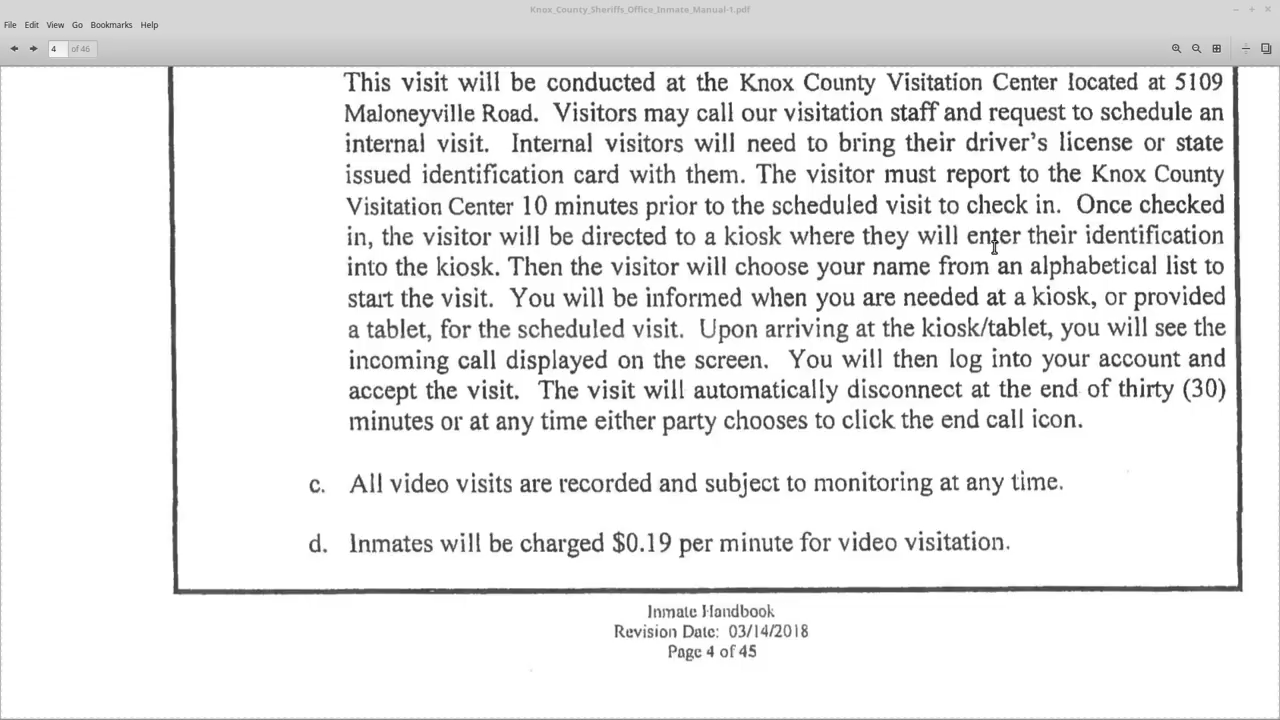 Knox_County_Sheriffs_Office_Inmate_Manual-1.pdf
File Edit View Go Bookmarks Help
4 of 46
This visit will be conducted at the Knox County Visitation Center located at 5109
Maloneyville Road. Visitors may call our visitation staff and request to schedule an
internal visit. Internal visitors will need to bring their driver's license or state
issued identification card with them. The visitor must report to the Knox County
Visitation Center 10 minutes prior to the scheduled visit to check in. Once checked
in, the visitor will be directed to a kiosk where they will enter their identification
into the kiosk. Then the visitor will choose your name from an alphabetical list to
start the visit. You will be informed when you are needed at a kiosk, or provided
a tablet, for the scheduled visit. Upon arriving at the kiosk/tablet, you will see the
incoming call displayed on the screen. You will then log into your account and
accept the visit. The visit will automatically disconnect at the end of thirty (30)
minutes or at any time either party chooses to click the end call icon.
c. All video visits are recorded and subject to monitoring at any time.
d. Inmates will be charged $0.19 per minute for video visitation.
Inmate Handbook
Revision Date: 03/14/2018
Page 4 of 45